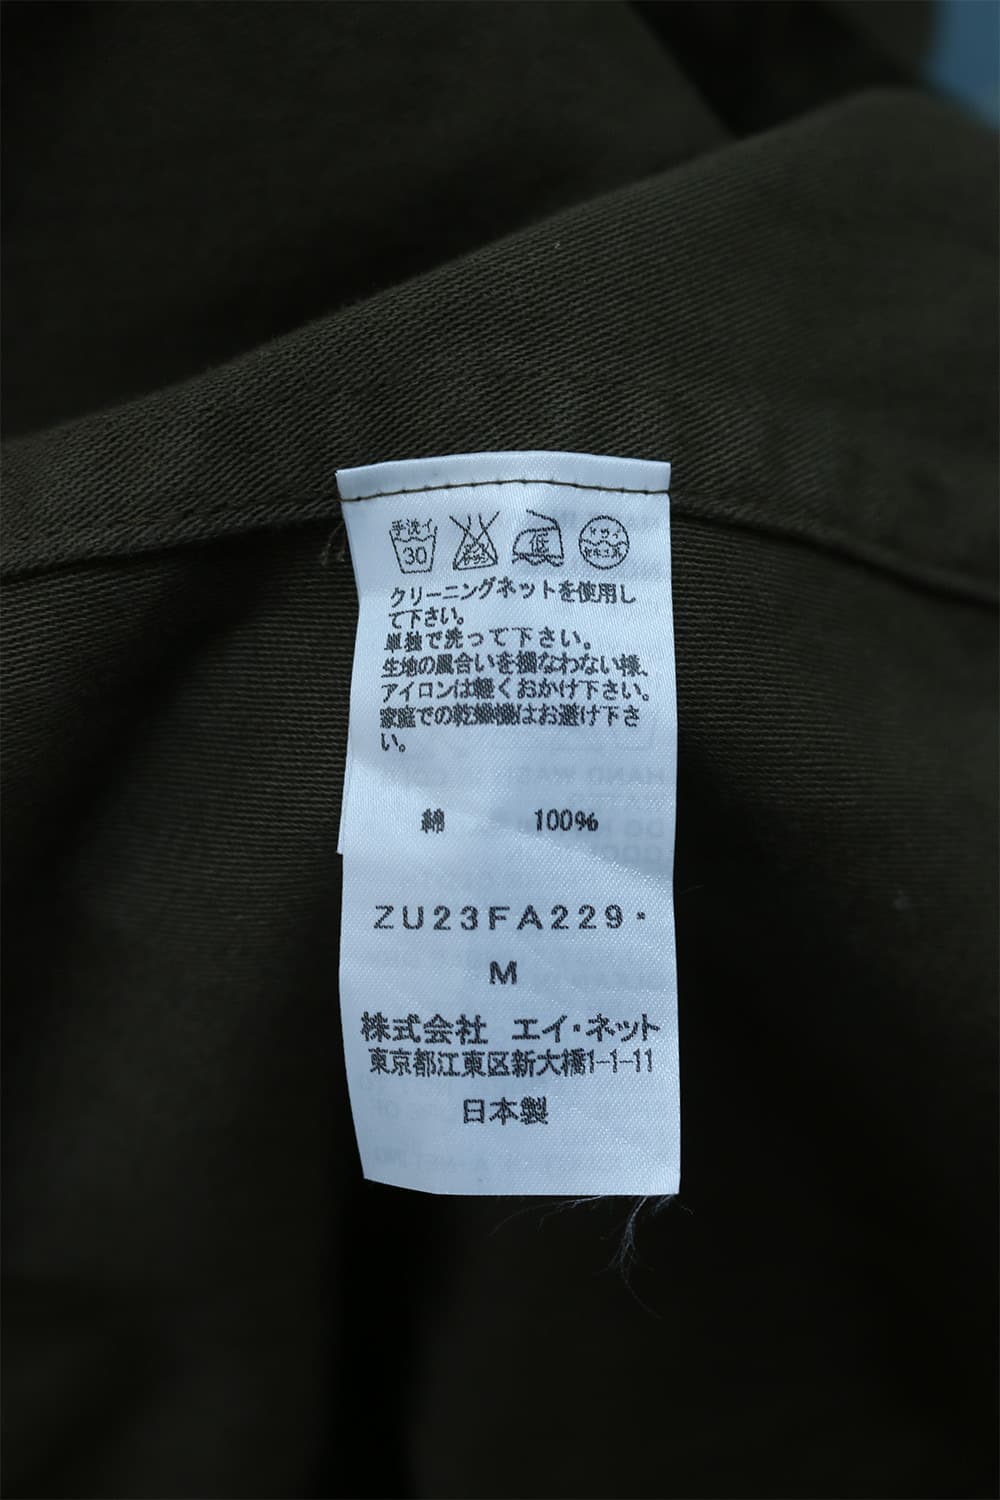 手洗イ
30
クリーニングネットを使用し
て下さい。
単独で洗って下さい。
生地の風合いを損なわない様、
アイロンは軽くおかけ下さい。
家庭での乾燥機はお避け下さ
い。
綿 100%
ZU23FA229・
M
株式会社 エイ・ネット
東京都江東区新大橋1-1-11
日本製